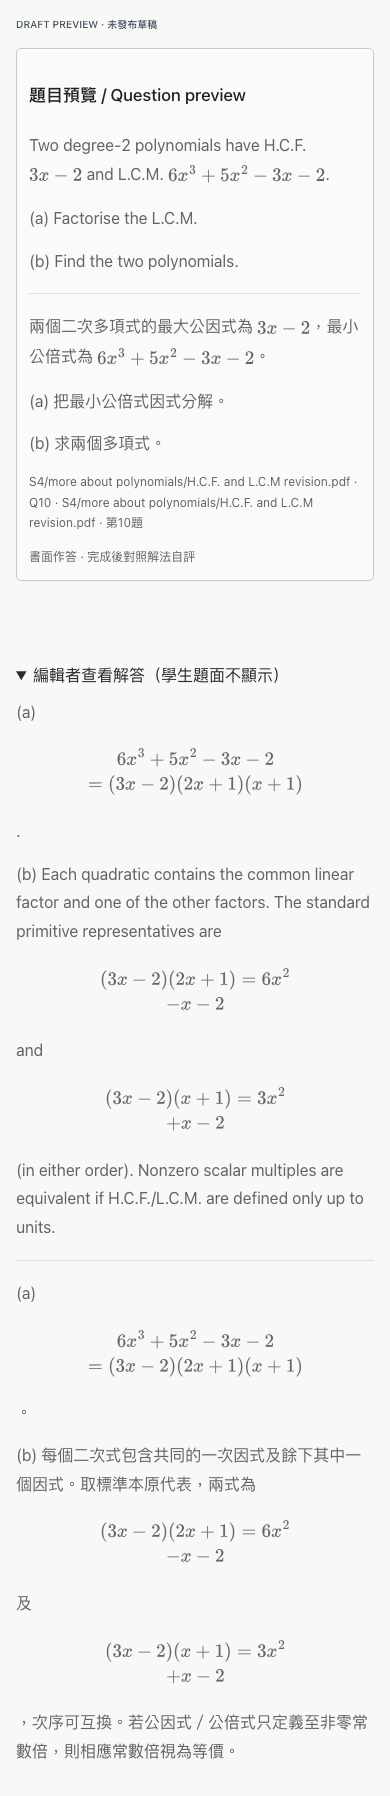 DRAFT PREVIEW · 未發布草稿
題目預覽 / Question preview
Two degree-2 polynomials have H.C.F.
3x − 2 and L.C.M. 6x³ + 5x² − 3x − 2.
(a) Factorise the L.C.M.
(b) Find the two polynomials.
兩個二次多項式的最大公因式為 3x − 2，最小
公倍式為 6x³ + 5x² − 3x − 2。
(a) 把最小公倍式因式分解。
(b) 求兩個多項式。
S4/more about polynomials/H.C.F. and L.C.M revision.pdf ·
Q10 · S4/more about polynomials/H.C.F. and L.C.M
revision.pdf · 第10題
書面作答 · 完成後對照解法自評
▼ 編輯者查看解答（學生題面不顯示）
(a)
6x³ + 5x² − 3x − 2
= (3x − 2)(2x + 1)(x + 1)
.
(b) Each quadratic contains the common linear
factor and one of the other factors. The standard
primitive representatives are
(3x − 2)(2x + 1) = 6x²
−x − 2
and
(3x − 2)(x + 1) = 3x²
+x − 2
(in either order). Nonzero scalar multiples are
equivalent if H.C.F./L.C.M. are defined only up to
units.
(a)
6x³ + 5x² − 3x − 2
= (3x − 2)(2x + 1)(x + 1)
。
(b) 每個二次式包含共同的一次因式及餘下其中一
個因式。取標準本原代表，兩式為
(3x − 2)(2x + 1) = 6x²
−x − 2
及
(3x − 2)(x + 1) = 3x²
+x − 2
，次序可互換。若公因式 / 公倍式只定義至非零常
數倍，則相應常數倍視為等價。